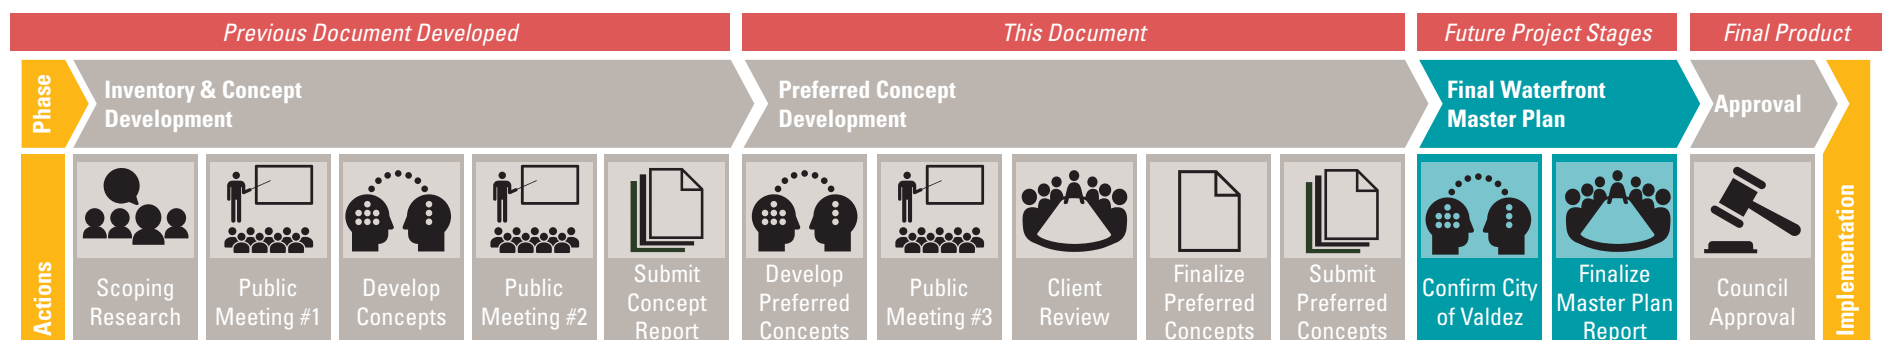 Previous Document Developed
This Document
Future Project Stages
Final Product
Phase
Inventory & Concept
Development
Preferred Concept
Development
Final Waterfront
Master Plan
Approval
Actions
Scoping
Research
Public
Meeting #1
Develop
Concepts
Public
Meeting #2
Submit
Concept
Report
Develop
Preferred
Concepts
Public
Meeting #3
Client
Review
Finalize
Preferred
Concepts
Submit
Preferred
Concepts
Confirm City
of Valdez
Finalize
Master Plan
Report
Council
Approval
Implementation